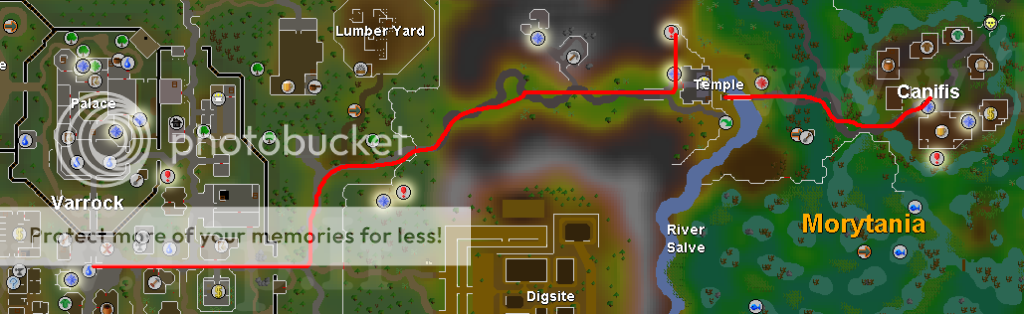 Lumber Yard
Palace
photobucket
Temple
Canifis
Varrock
Protect more of your memories for less!
Morytania
River
Salve
Digsite